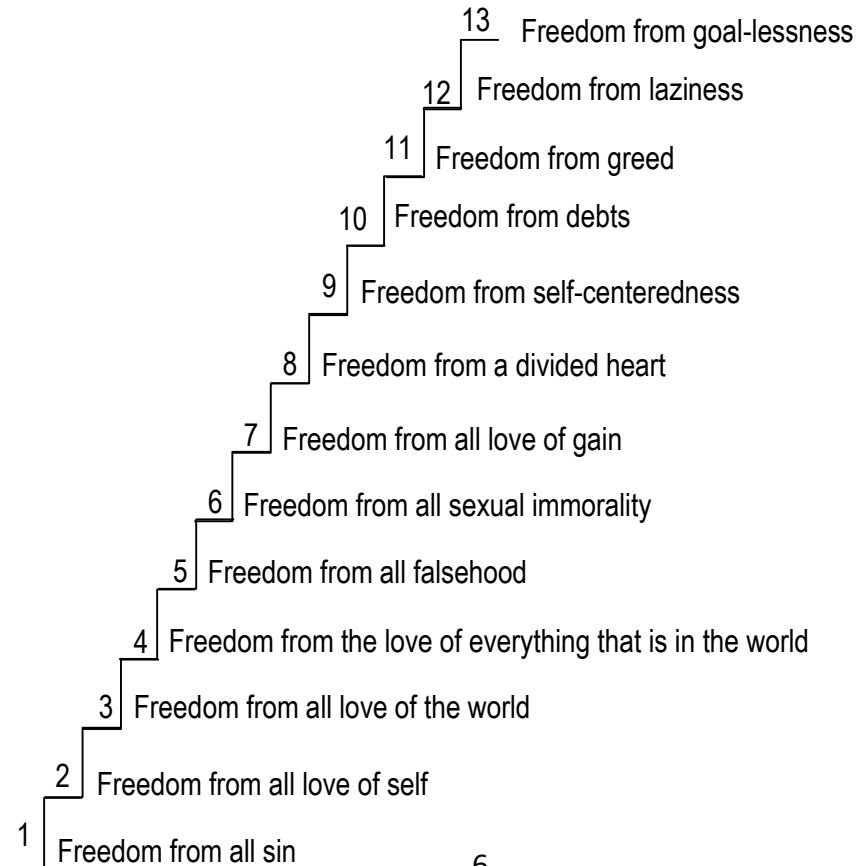 13 Freedom from goal-lessness
12 Freedom from laziness
11 Freedom from greed
10 Freedom from debts
9 Freedom from self-centeredness
8 Freedom from a divided heart
7 Freedom from all love of gain
6 Freedom from all sexual immorality
5 Freedom from all falsehood
4 Freedom from the love of everything that is in the world
3 Freedom from all love of the world
2 Freedom from all love of self
1 Freedom from all sin
6